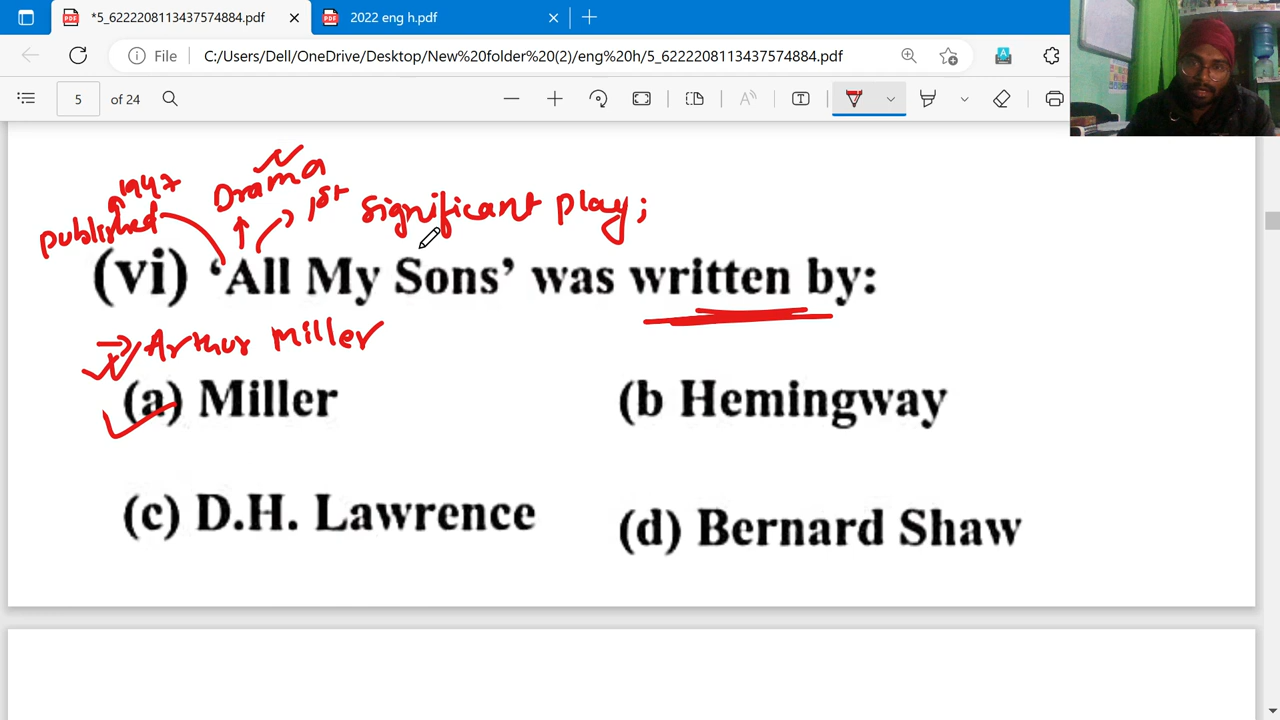 *5_6222208113437574884.pdf
2022 eng h.pdf
File
C:/Users/Dell/OneDrive/Desktop/New%20folder%20(2)/eng%20h/5_6222208113437574884.pdf
5 of 24
1947
published
Drama
1st significant play;
(vi) ‘All My Sons’ was written by:
Arthur Miller
(a) Miller
(b Hemingway
(c) D.H. Lawrence
(d) Bernard Shaw